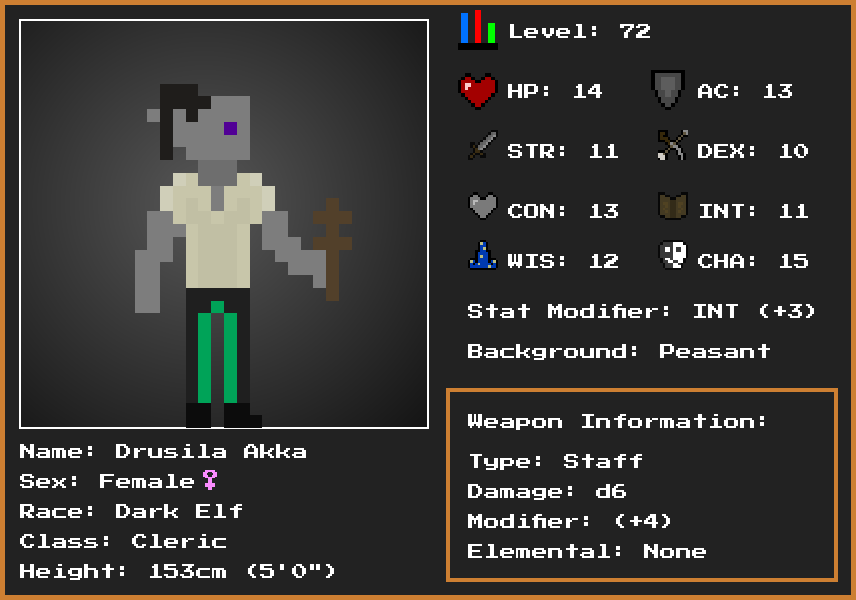 Level: 72
HP: 14 AC: 13
STR: 11 DEX: 10
CON: 13 INT: 11
WIS: 12 CHA: 15
Stat Modifier: INT (+3)
Background: Peasant
Weapon Information:
Type: Staff
Damage: d6
Modifier: (+4)
Elemental: None
Name: Drusila Akka
Sex: Female♀
Race: Dark Elf
Class: Cleric
Height: 153cm (5'0")